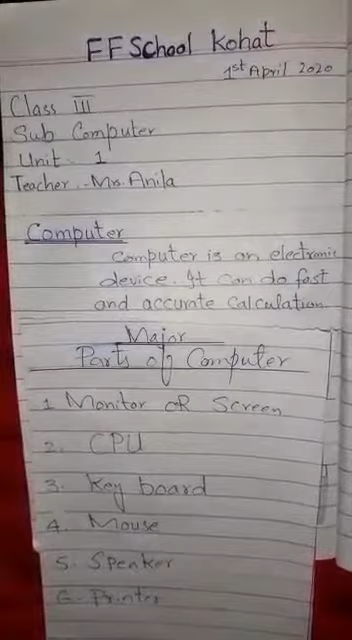 FF School Kohat
1st April 2020
Class III
Sub Computer
Unit. 1
Teacher. Mrs. Anila
Computer
Computer is an electronic
device. It can do fast
and accurate Calculation
Major
Parts of Computer
1 Monitor OR Screen
2. CPU
3. Key board
4. Mouse
5. Speaker
6. Printer